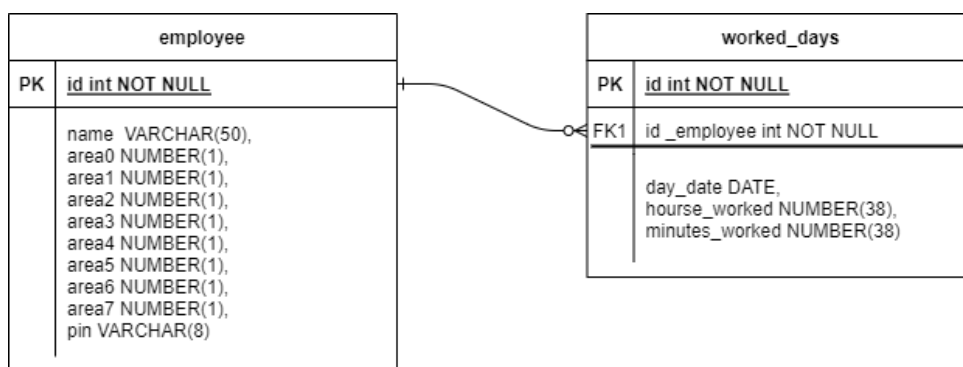 employee
PK id int NOT NULL
name VARCHAR(50),
area0 NUMBER(1),
area1 NUMBER(1),
area2 NUMBER(1),
area3 NUMBER(1),
area4 NUMBER(1),
area5 NUMBER(1),
area6 NUMBER(1),
area7 NUMBER(1),
pin VARCHAR(8)
worked_days
PK id int NOT NULL
FK1 id _employee int NOT NULL
day_date DATE,
hourse_worked NUMBER(38),
minutes_worked NUMBER(38)